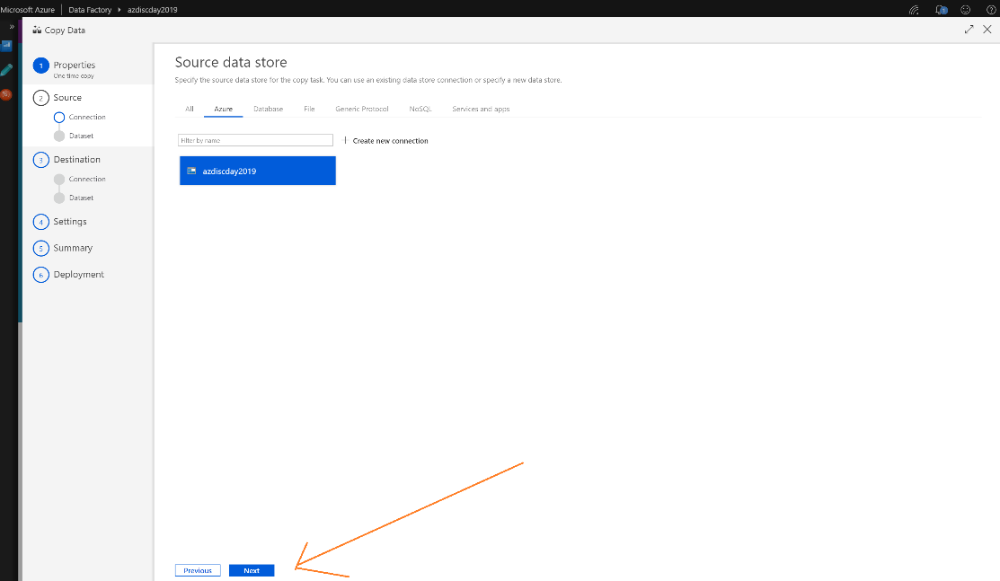 Microsoft Azure Data Factory azdiscday2019 1
Copy Data
1 Properties
One time copy
2 Source
Connection
Dataset
3 Destination
Connection
Dataset
4 Settings
5 Summary
6 Deployment
Source data store
Specify the source data store for the copy task. You can use an existing data store connection or specify a new data store.
All Azure Database File Generic Protocol NoSQL Services and apps
Filter by name + Create new connection
azdiscday2019
Previous Next